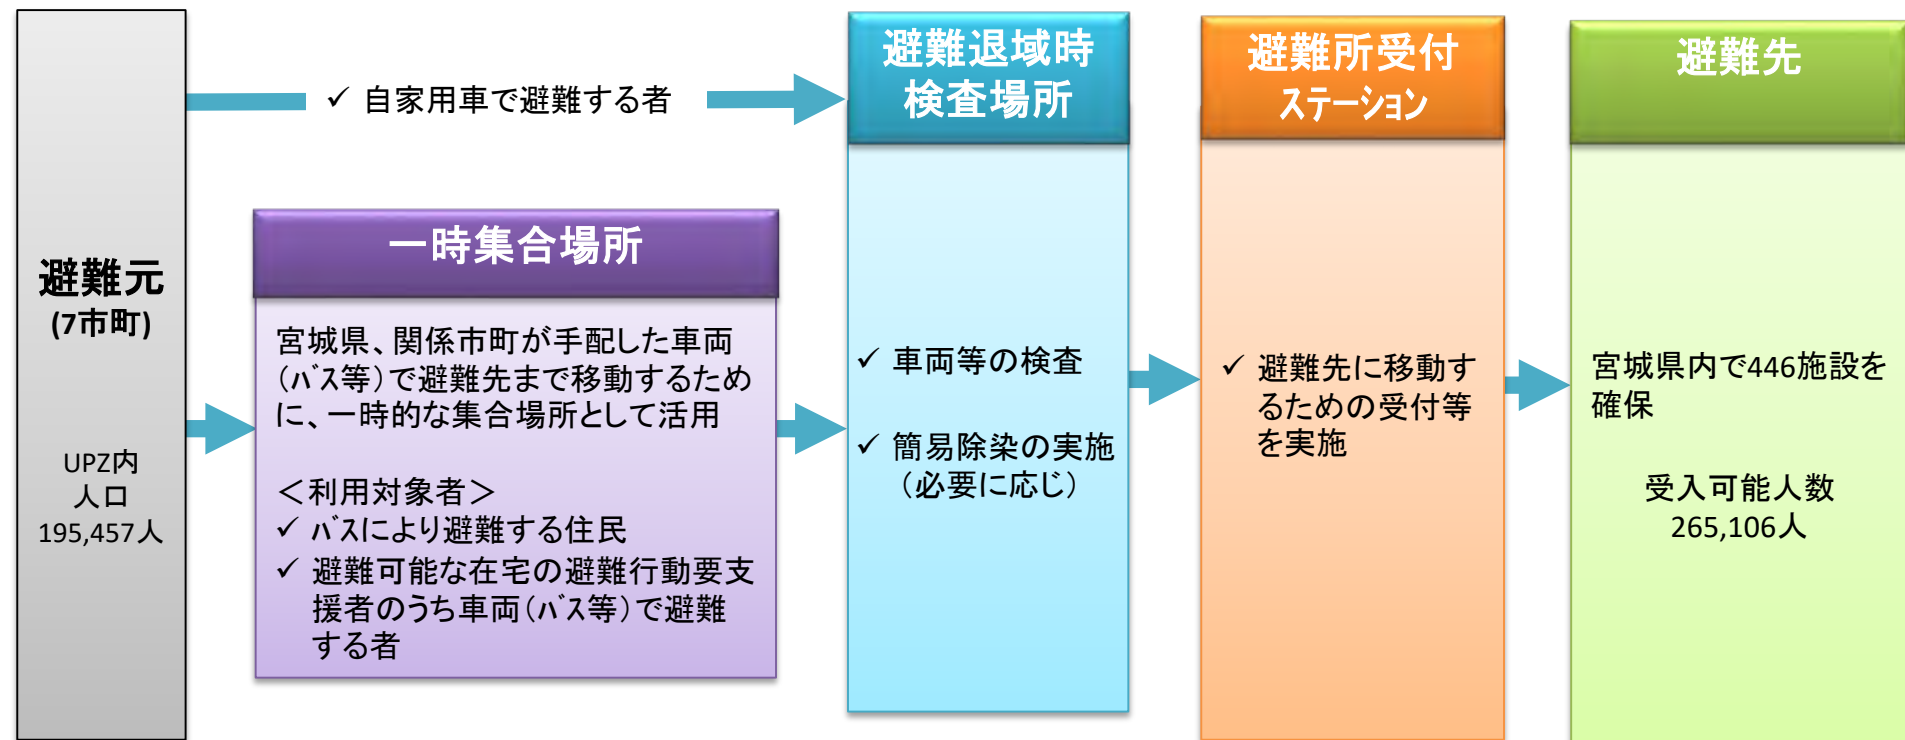 避難元
(7市町)
UPZ内
人口
195,457人
✓ 自家用車で避難する者
一時集合場所
宮城県、関係市町が手配した車両
（バス等）で避難先まで移動するため
に、一時的な集合場所として活用
＜利用対象者＞
✓ バスにより避難する住民
✓ 避難可能な在宅の避難行動要支
援者のうち車両（バス等）で避難
する者
避難退域時
検査場所
✓ 車両等の検査
✓ 簡易除染の実施
（必要に応じ）
避難所受付
ステーション
✓ 避難先に移動す
るための受付等
を実施
避難先
宮城県内で446施設を
確保
受入可能人数
265,106人